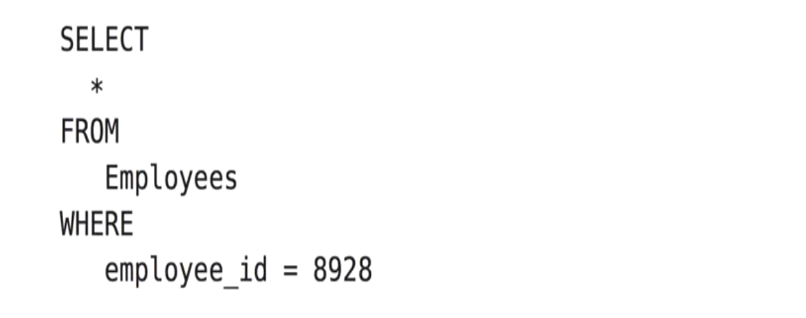 SELECT
*
FROM
Employees
WHERE
employee_id = 8928